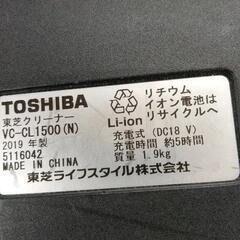 TOSHIBA
東芝クリーナー
VC-CL1500(N)
2019 年製
5116042
MADE IN CHINA
Li-ion
リチウム
イオン電池は
リサイクルへ
充電式 (DC18 V)
充電時間 約5時間
質量 1.9kg
東芝ライフスタイル株式会社